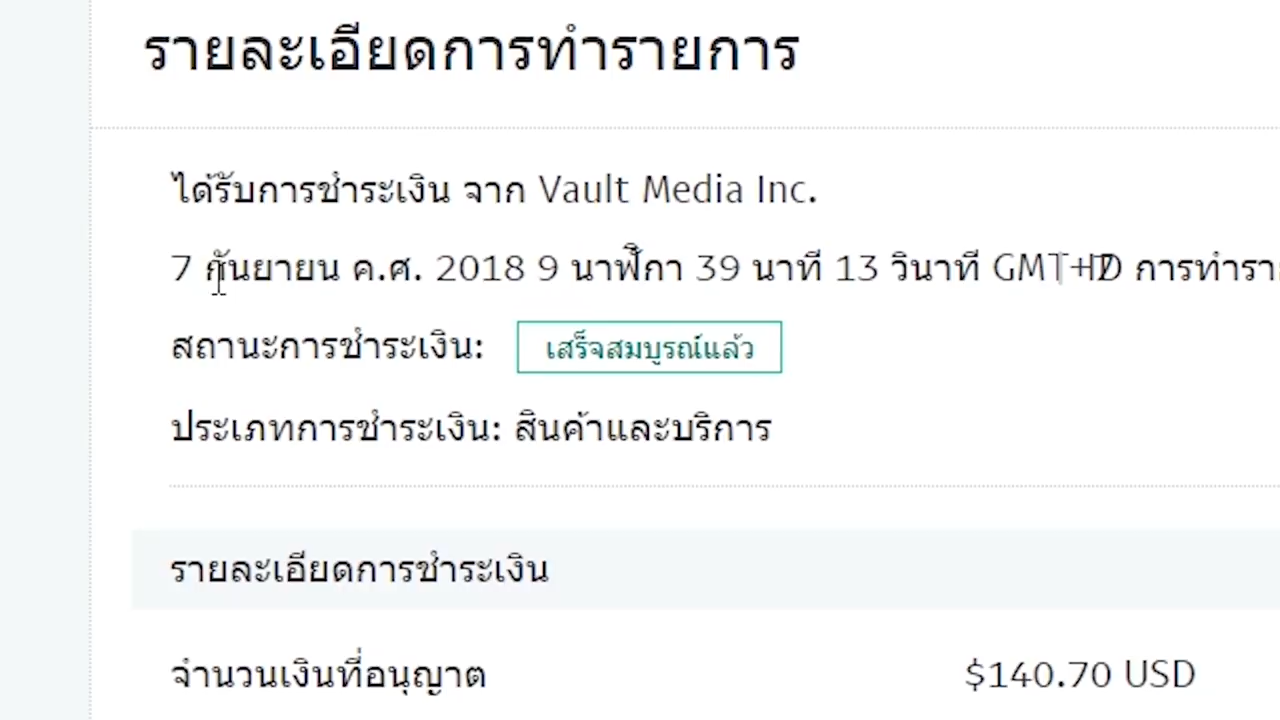 รายละเอียดการทำรายการ
ได้รับการชำระเงิน จาก Vault Media Inc.
7 กันยายน ค.ศ. 2018 9 นาฬิกา 39 นาที 13 วินาที
สถานะการชำระเงิน: เสร็จสมบูรณ์แล้ว
ประเภทการชำระเงิน: สินค้าและบริการ
รายละเอียดการชำระเงิน
จำนวนเงินที่อนุญาต $140.70 USD